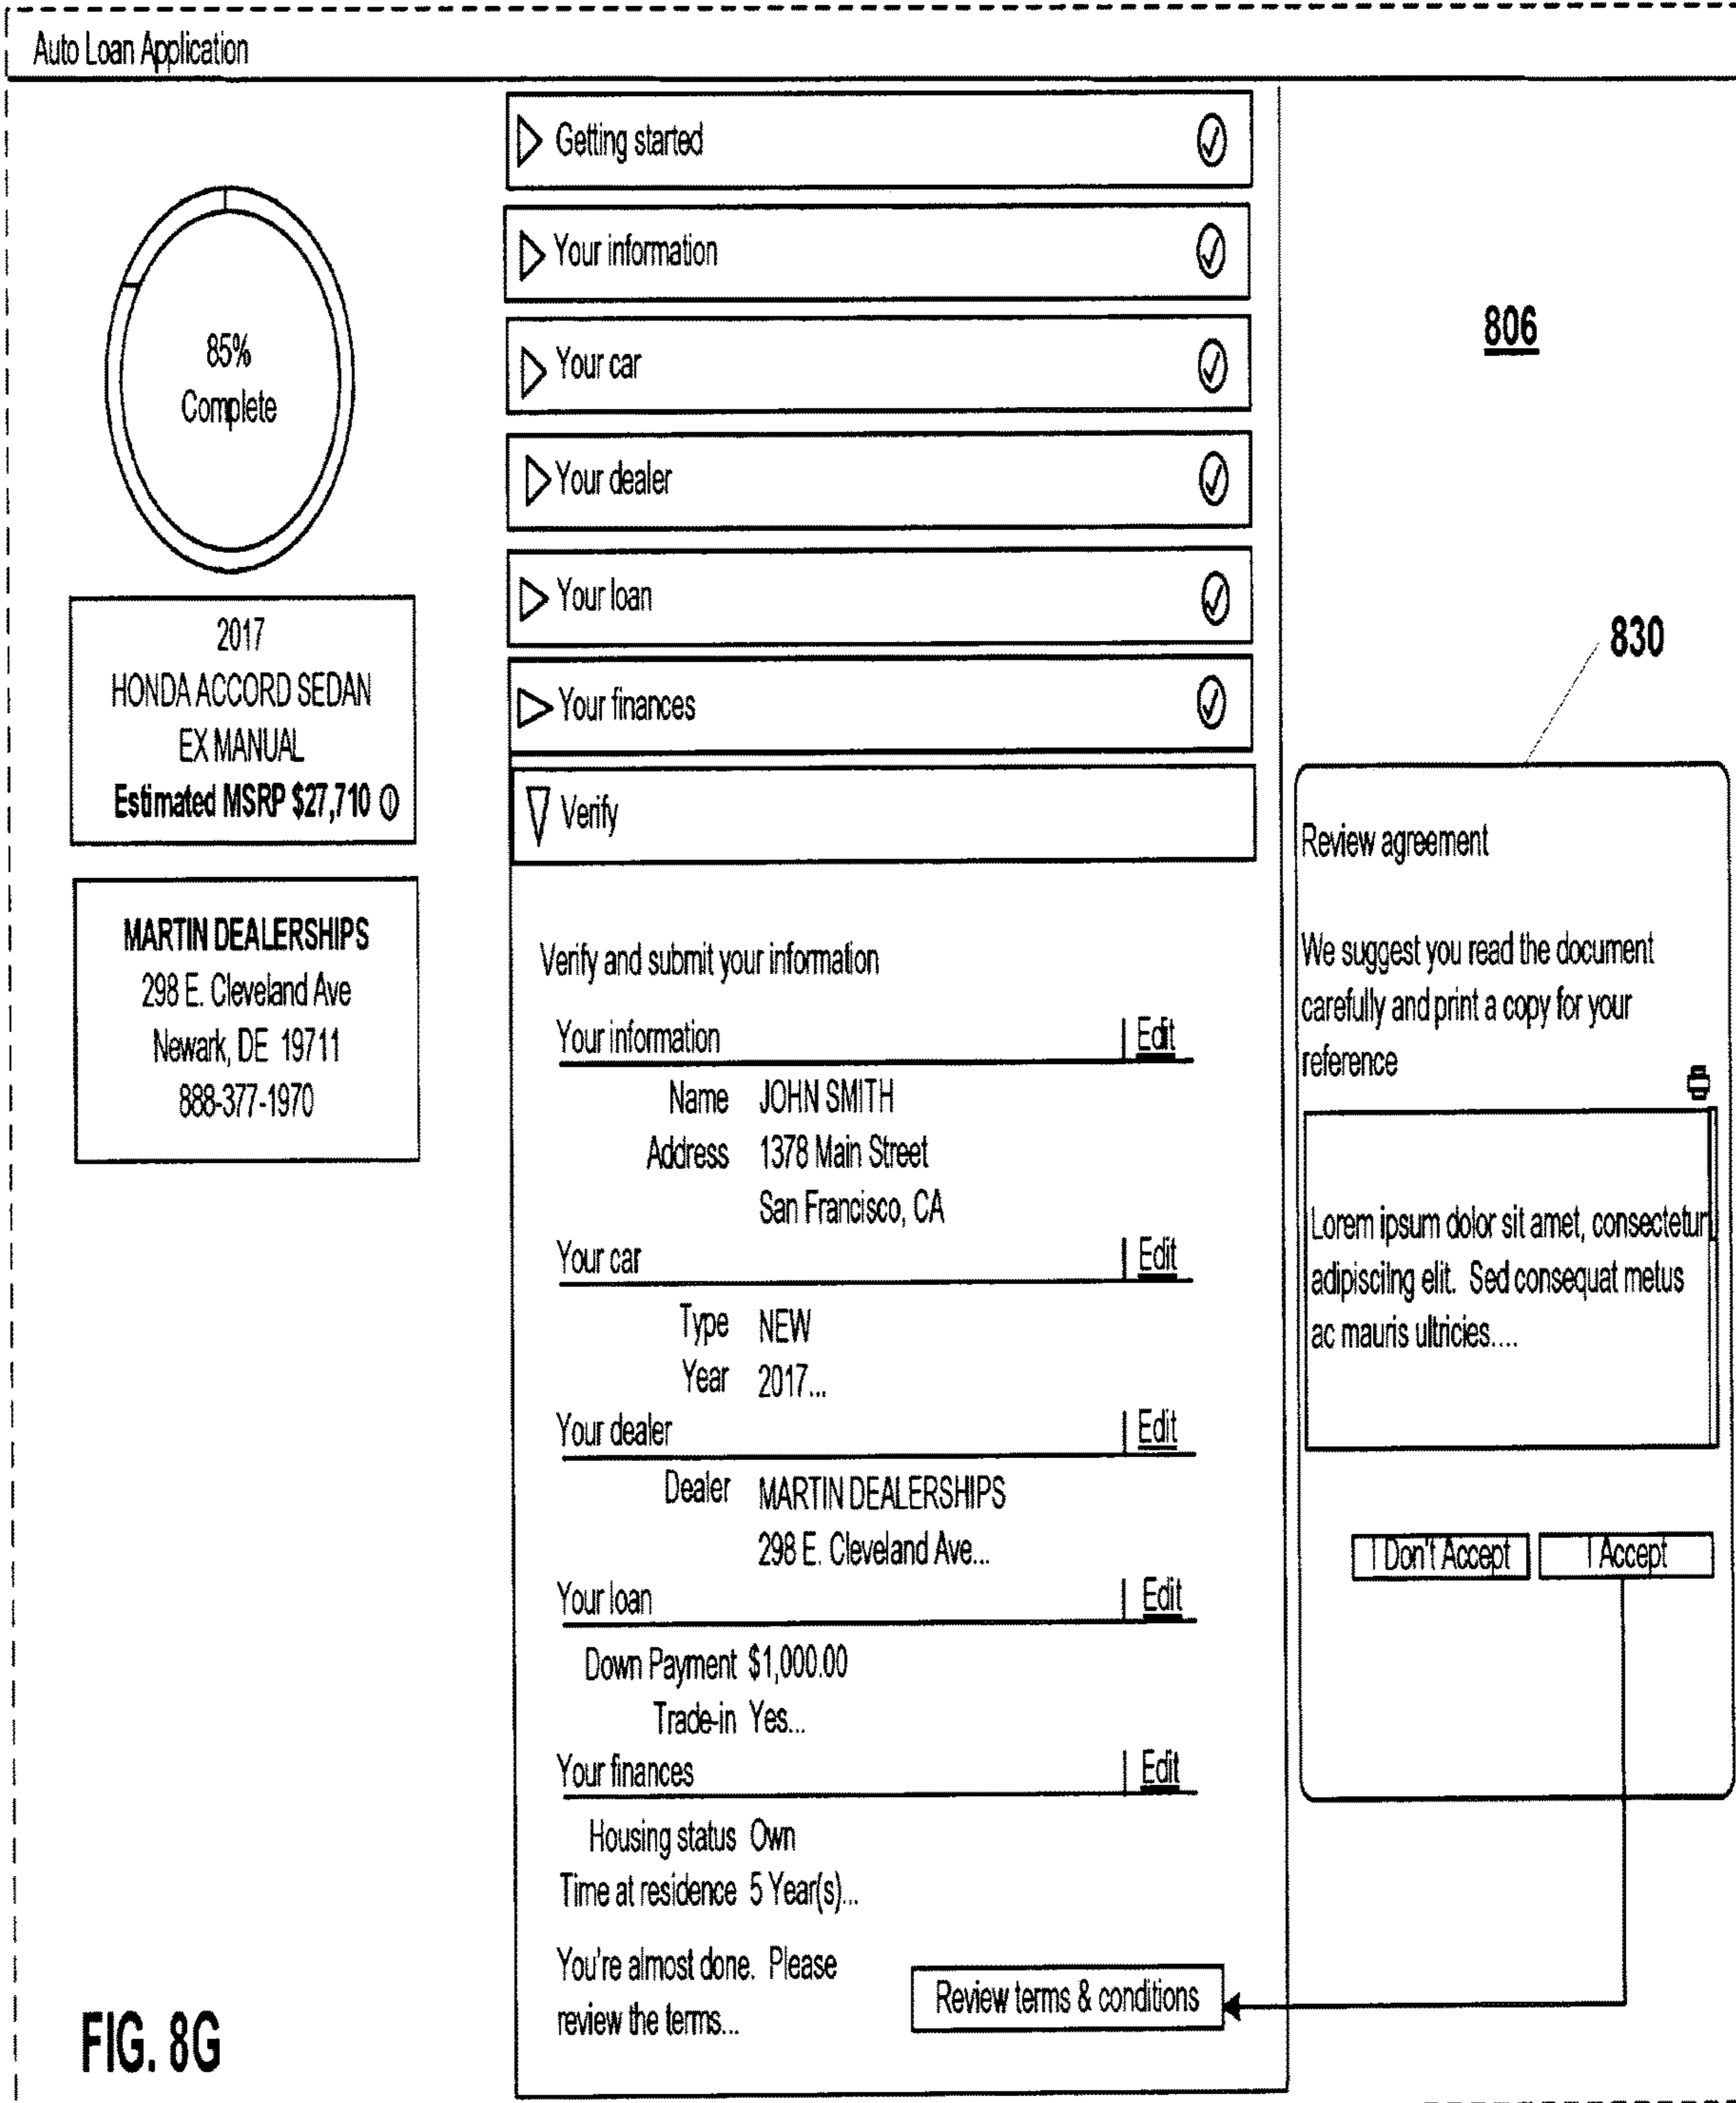 Auto Loan Application
85%
Complete
2017
HONDA ACCORD SEDAN
EX MANUAL
Estimated MSRP $27,710
MARTIN DEALERSHIPS
298 E. Cleveland Ave
Newark, DE 19711
888-377-1970
Getting started
Your information
Your car
Your dealer
Your loan
Your finances
Verify
Verify and submit your information
Your information | Edit
Name JOHN SMITH
Address 1378 Main Street
San Francisco, CA
Your car | Edit
Type NEW
Year 2017...
Your dealer | Edit
Dealer MARTIN DEALERSHIPS
298 E. Cleveland Ave...
Your loan | Edit
Down Payment $1,000.00
Trade-in Yes...
Your finances | Edit
Housing status Own
Time at residence 5 Year(s)...
You're almost done. Please
review the terms...
Review terms & conditions
806
830
Review agreement
We suggest you read the document
carefully and print a copy for your
reference
Lorem ipsum dolor sit amet, consectetur
adipisciing elit. Sed consequat metus
ac mauris ultricies....
I Don't Accept
I Accept
FIG. 8G